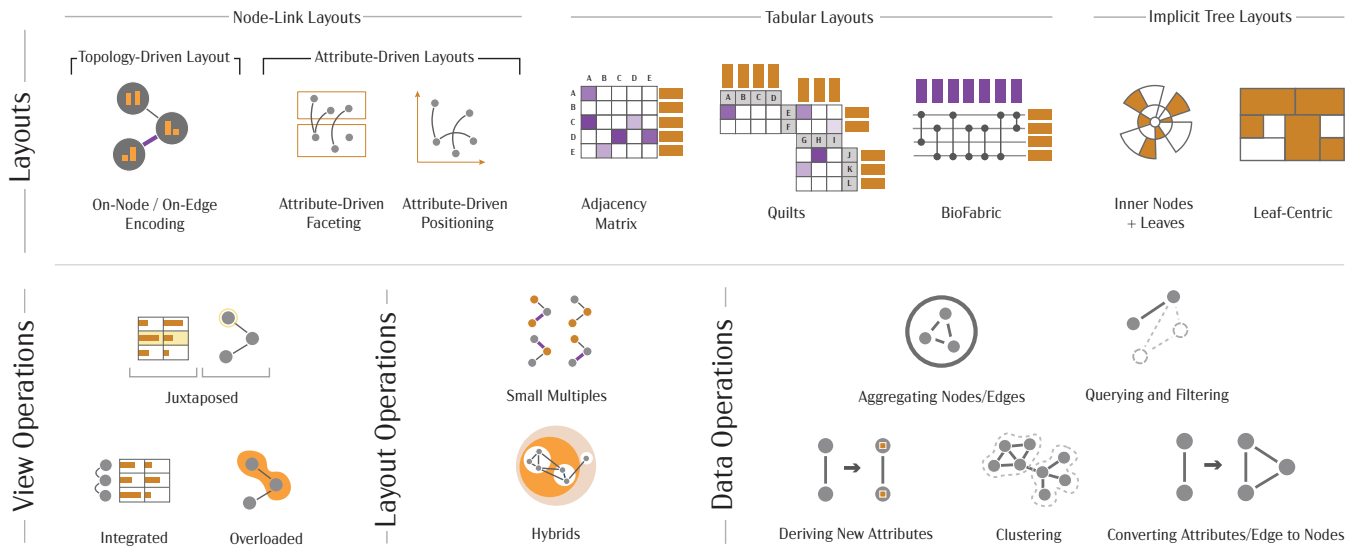 Node-Link Layouts
Tabular Layouts
Implicit Tree Layouts
Layouts
Topology-Driven Layout
Attribute-Driven Layouts
On-Node / On-Edge
Encoding
Attribute-Driven
Faceting
Attribute-Driven
Positioning
A B C D E
A
B
C
D
E
Adjacency
Matrix
A B C D
E
F
G H I
J
K
L
Quilts
BioFabric
Inner Nodes
+ Leaves
Leaf-Centric
View Operations
Juxtaposed
Integrated
Overloaded
Layout Operations
Small Multiples
Hybrids
Data Operations
Aggregating Nodes/Edges
Querying and Filtering
Deriving New Attributes
Clustering
Converting Attributes/Edge to Nodes